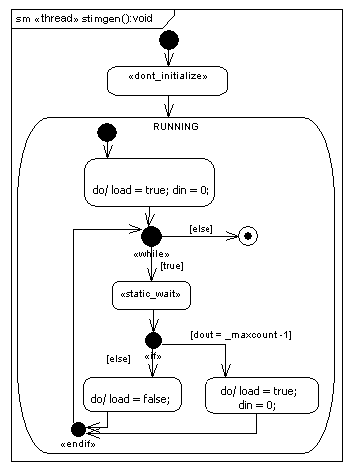 sm «thread» stimgen():void
«dont_initialize»
RUNNING
do/ load = true; din = 0;
[else]
«while»
[true]
«static_wait»
[dout = _maxcount -1]
[else]
«if»
do/ load = false;
do/ load = true;
din = 0;
«endif»